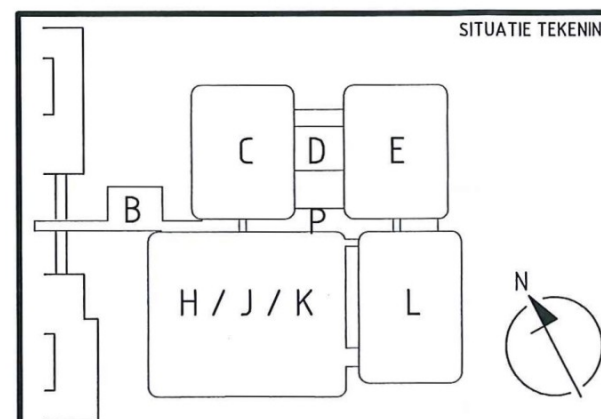 SITUATIE TEKENIN
C D E
B
P
H / J / K L
N